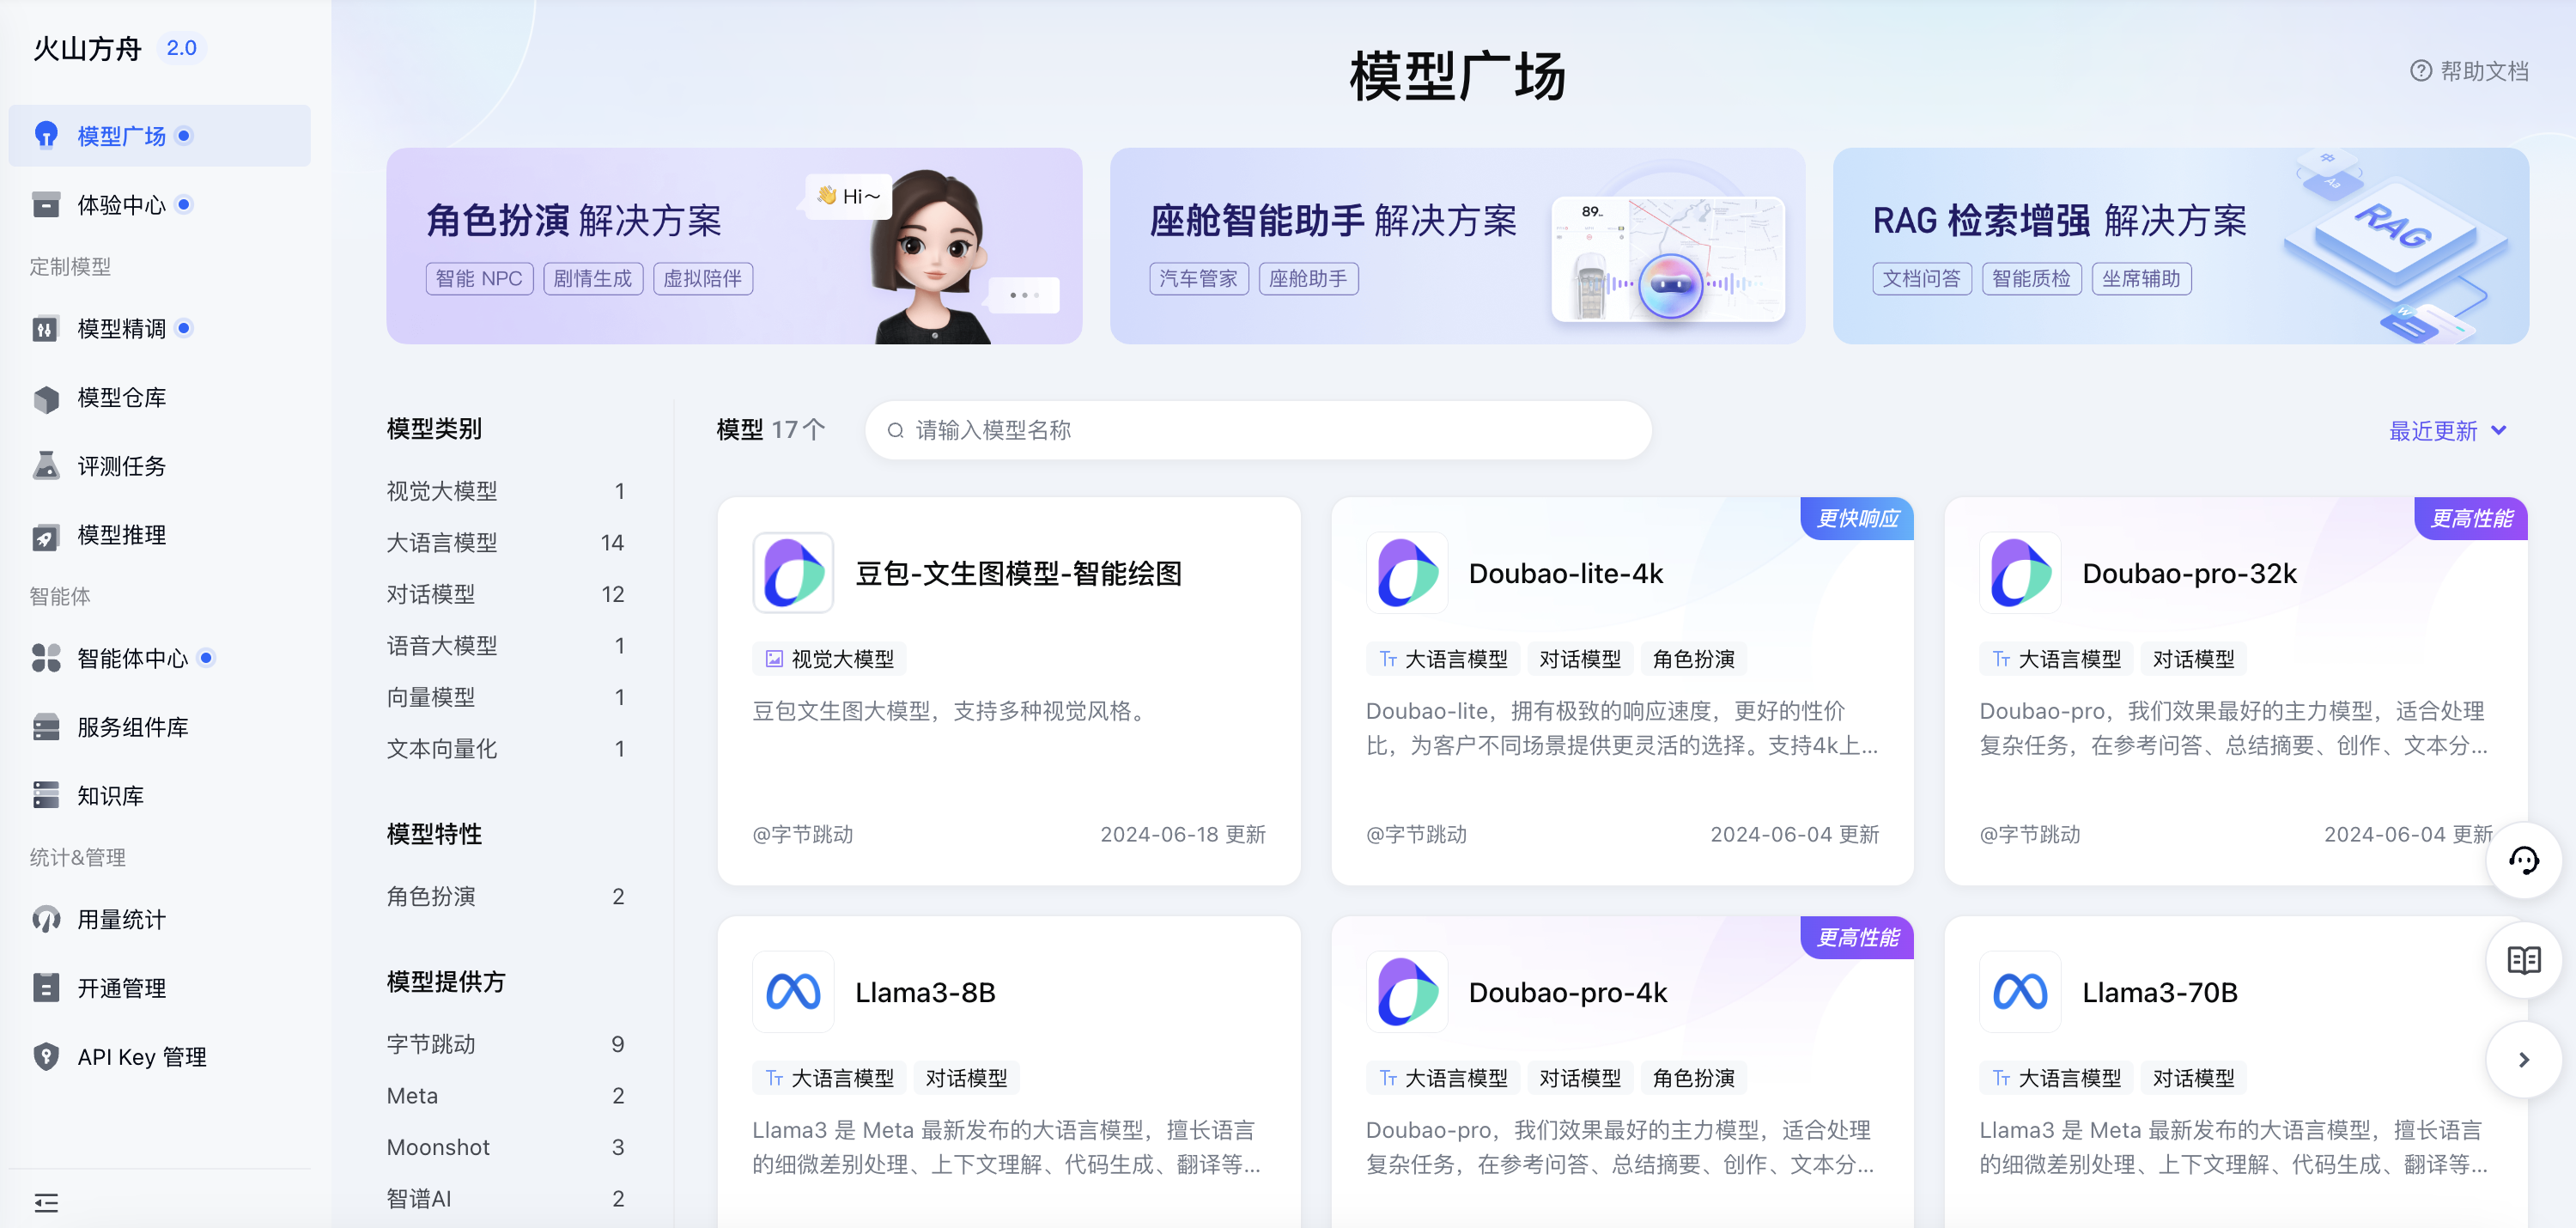 火山方舟 2.0
模型广场
体验中心
定制模型
模型精调
模型仓库
评测任务
模型推理
智能体
智能体中心
服务组件库
知识库
统计&管理
用量统计
开通管理
API Key 管理
模型广场
帮助文档
角色扮演 解决方案
智能 NPC 剧情生成 虚拟陪伴
👋 Hi～
座舱智能助手 解决方案
汽车管家 座舱助手
89
RAG 检索增强 解决方案
文档问答 智能质检 坐席辅助
Aa
RAG
W
模型类别
视觉大模型 1
大语言模型 14
对话模型 12
语音大模型 1
向量模型 1
文本向量化 1
模型特性
角色扮演 2
模型提供方
字节跳动 9
Meta 2
Moonshot 3
智谱AI 2
模型 17个
请输入模型名称
最近更新
豆包-文生图模型-智能绘图
视觉大模型
豆包文生图大模型，支持多种视觉风格。
@字节跳动 2024-06-18 更新
更快响应
Doubao-lite-4k
大语言模型 对话模型 角色扮演
Doubao-lite，拥有极致的响应速度，更好的性价
比，为客户不同场景提供更灵活的选择。支持4k上...
@字节跳动 2024-06-04 更新
更高性能
Doubao-pro-32k
大语言模型 对话模型
Doubao-pro，我们效果最好的主力模型，适合处理
复杂任务，在参考问答、总结摘要、创作、文本分...
@字节跳动 2024-06-04 更新
Llama3-8B
大语言模型 对话模型
Llama3 是 Meta 最新发布的大语言模型，擅长语言
的细微差别处理、上下文理解、代码生成、翻译等...
更高性能
Doubao-pro-4k
大语言模型 对话模型 角色扮演
Doubao-pro，我们效果最好的主力模型，适合处理
复杂任务，在参考问答、总结摘要、创作、文本分...
Llama3-70B
大语言模型 对话模型
Llama3 是 Meta 最新发布的大语言模型，擅长语言
的细微差别处理、上下文理解、代码生成、翻译等...